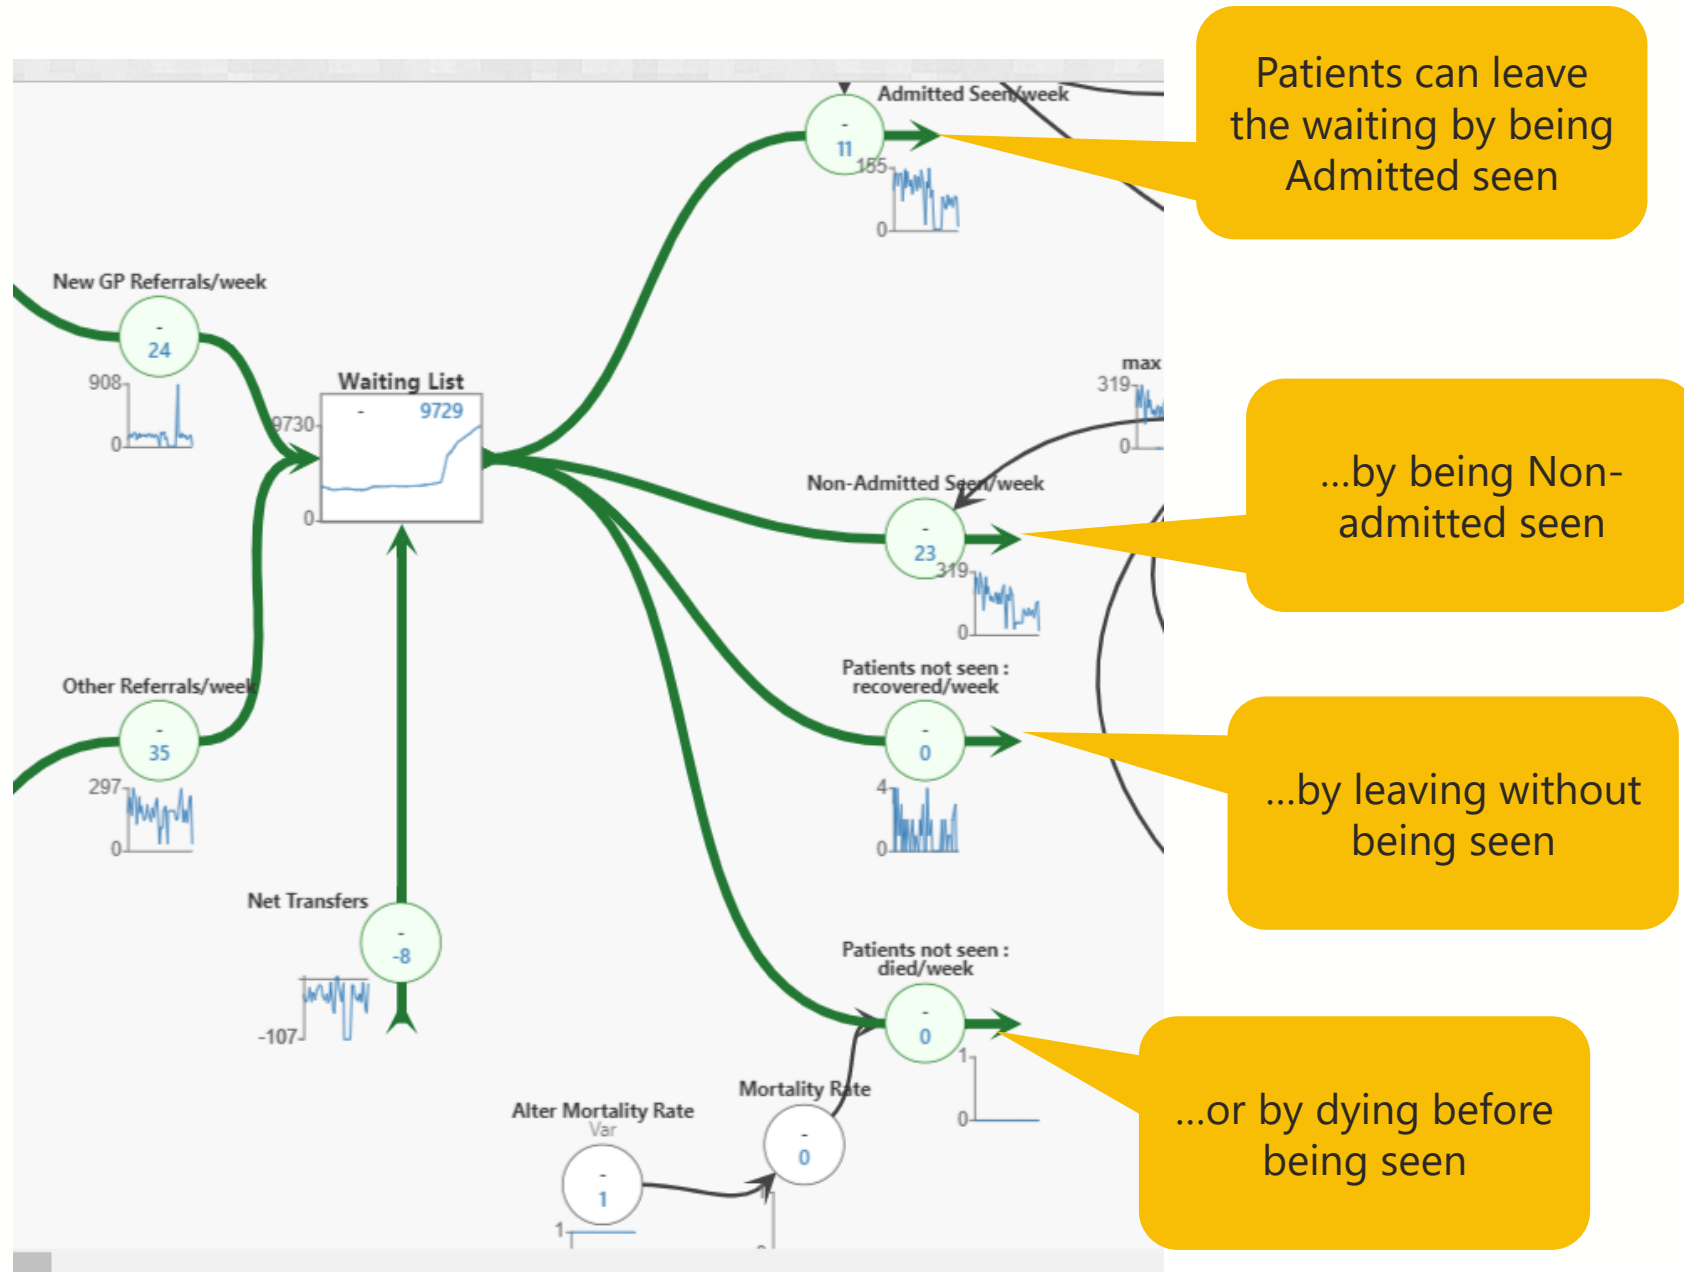 Patients can leave
the waiting by being
Admitted seen
Admitted Seen/week
-
11
155
0
New GP Referrals/week
-
24
908
0
Waiting List
-
9729
9730
0
max
319
0
...by being Non-
admitted seen
Non-Admitted Seen/week
-
23
319
0
Other Referrals/week
-
35
297
0
Patients not seen :
recovered/week
-
0
4
0
...by leaving without
being seen
Net Transfers
-
-8
-107
Patients not seen :
died/week
-
0
1
0
...or by dying before
being seen
Mortality Rate
-
0
Alter Mortality Rate
Var
-
1
1